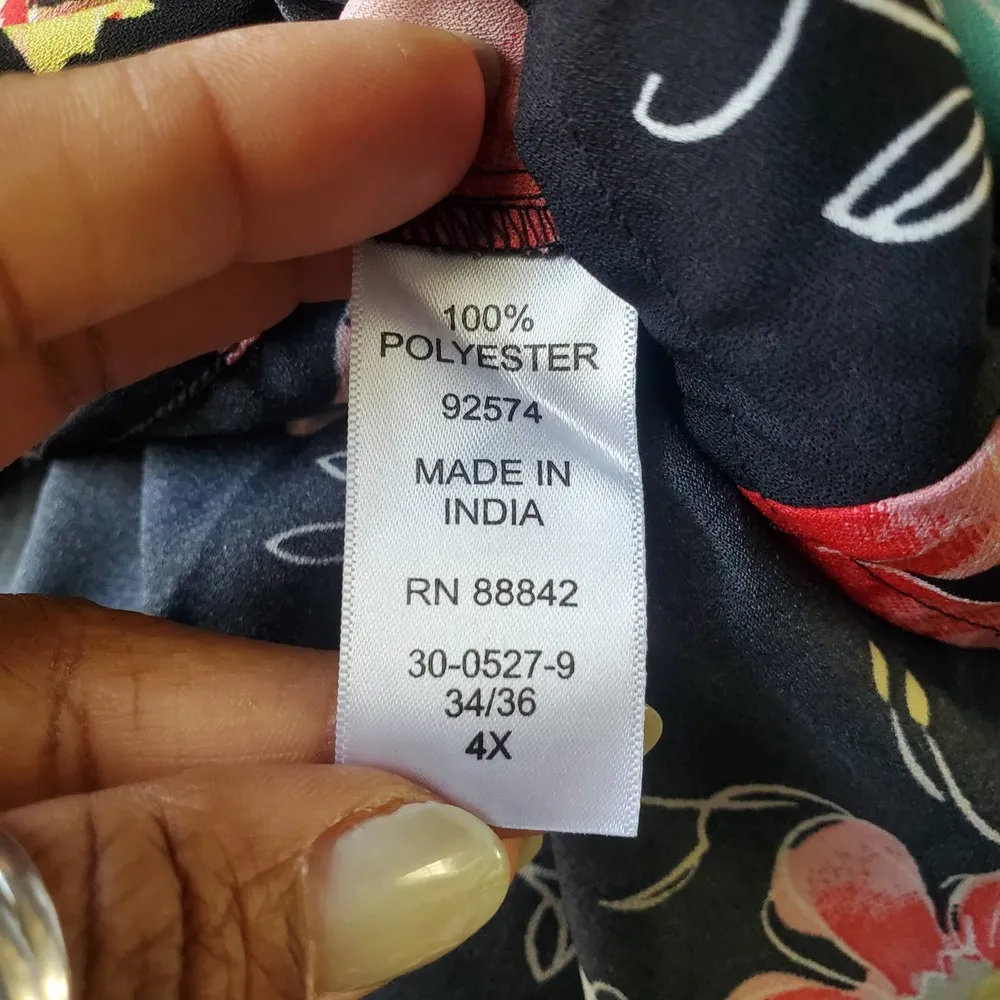 100%
POLYESTER
92574
MADE IN
INDIA
RN 88842
30-0527-9
34/36
4X